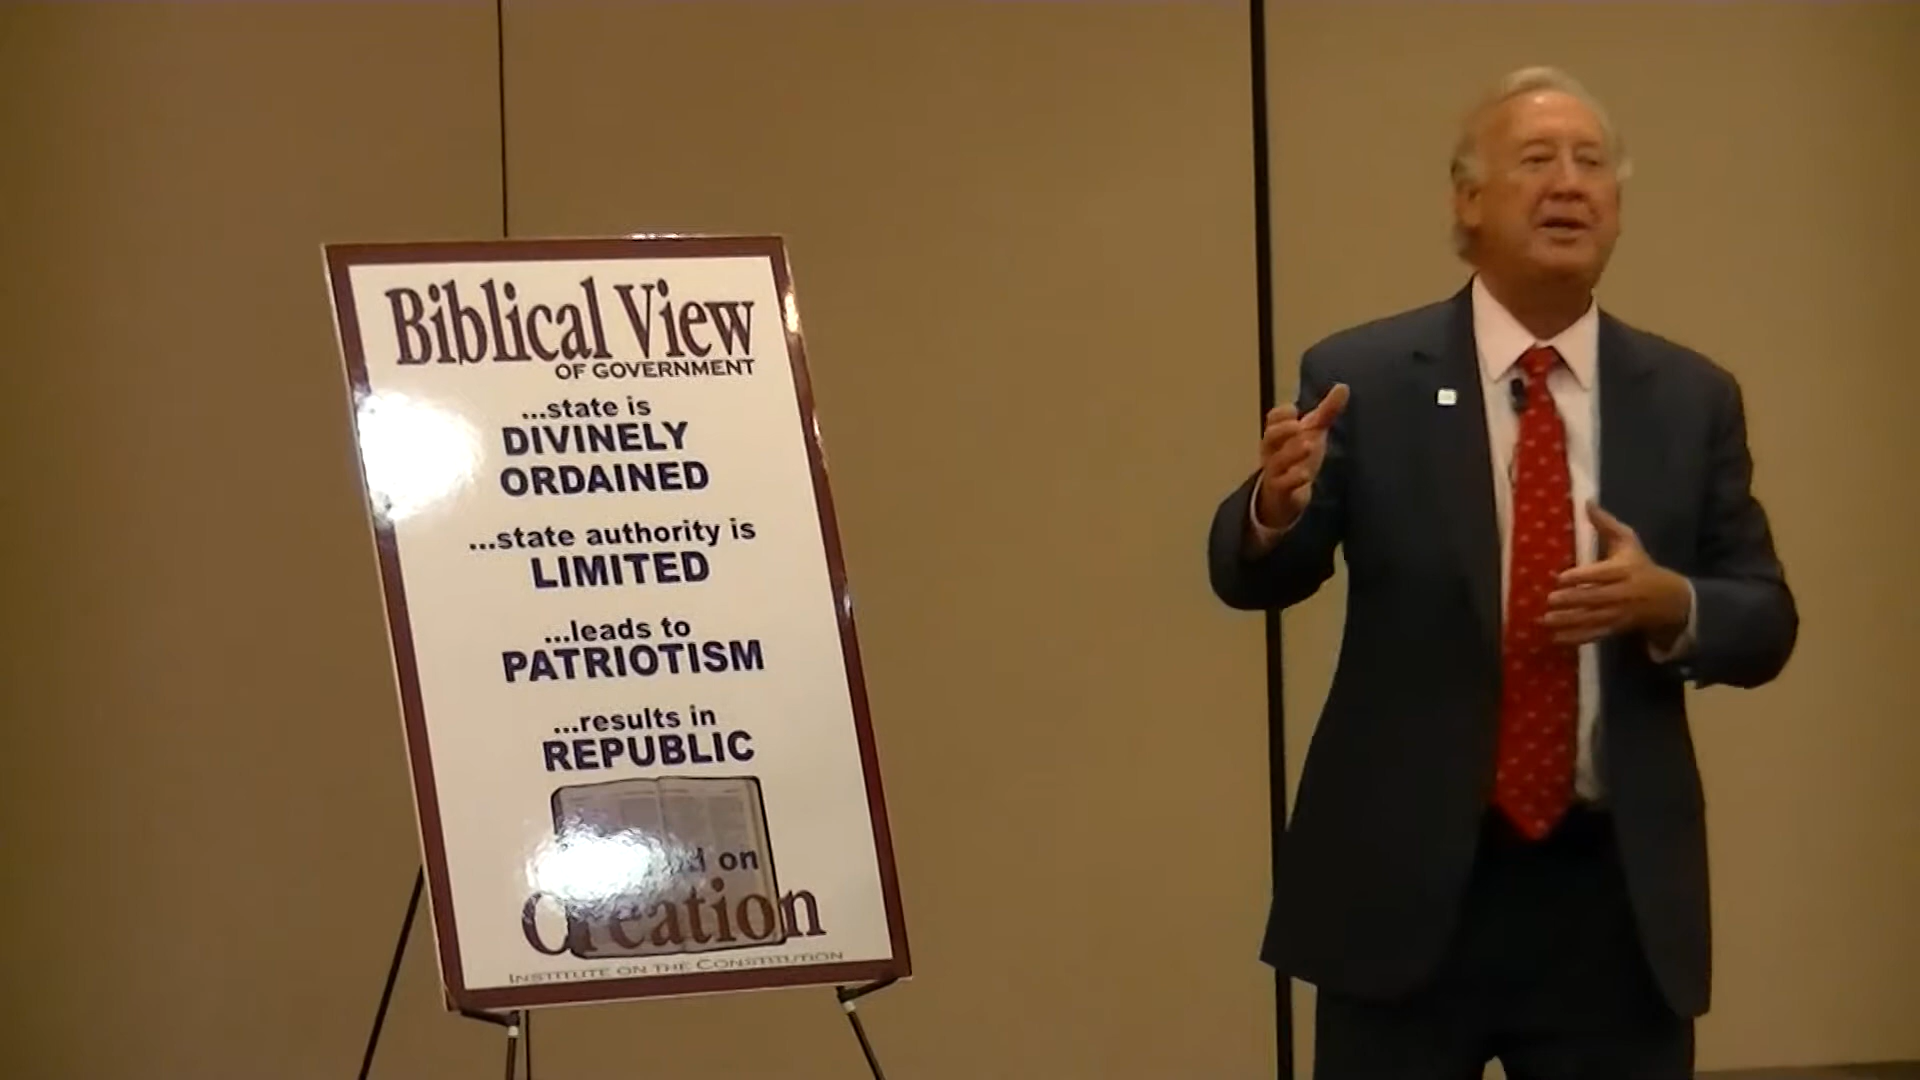 Biblical View
OF GOVERNMENT
...state is
DIVINELY
ORDAINED
...state authority is
LIMITED
...leads to
PATRIOTISM
...results in
REPUBLIC
on
Creation
INSTITUTE ON THE CONSTITUTION